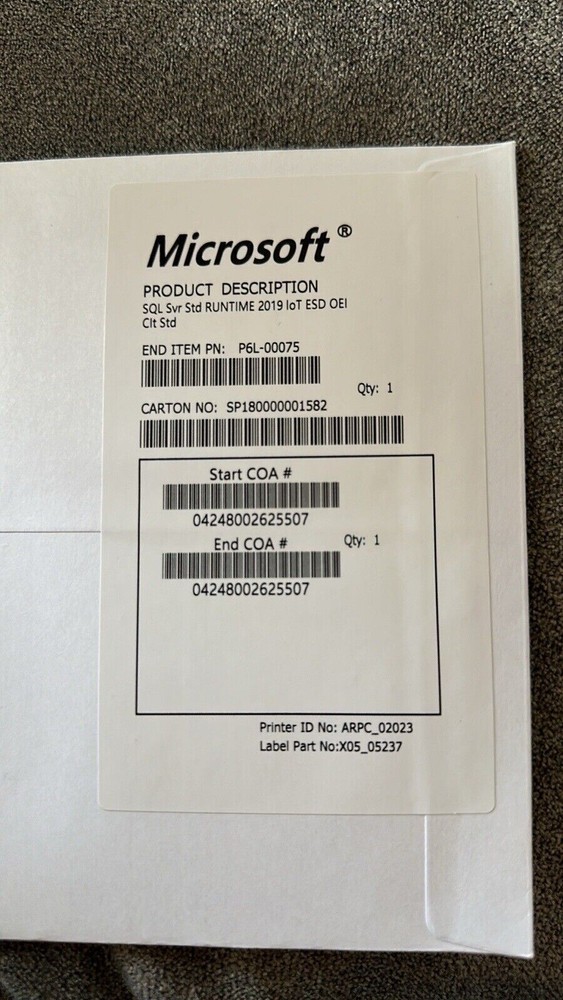 Microsoft®
PRODUCT DESCRIPTION
SQL Svr Std RUNTIME 2019 IoT ESD OEI
Clt Std
END ITEM PN: P6L-00075
Qty: 1
CARTON NO: SP180000001582
Start COA #
04248002625507
End COA # Qty: 1
04248002625507
Printer ID No: ARPC_02023
Label Part No:X05_05237